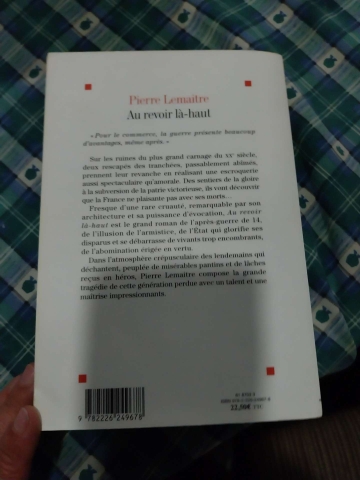 Pierre Lemaitre
Au revoir là-haut
« Pour le commerce, la guerre présente beaucoup
d'avantages, même après. »
Sur les ruines du plus grand carnage du XXe siècle,
deux rescapés des tranchées, passablement abîmés,
prennent leur revanche en réalisant une escroquerie
aussi spectaculaire qu'amorale. Des sentiers de la gloire
à la subversion de la patrie victorieuse, ils vont découvrir
que la France ne plaisante pas avec ses morts...
Fresque d'une rare cruauté, remarquable par son
architecture et sa puissance d'évocation, Au revoir
là-haut est le grand roman de l'après-guerre de 14,
de l'illusion de l'armistice, de l'État qui glorifie ses
disparus et se débarrasse de vivants trop encombrants,
de l'abomination érigée en vertu.
Dans l'atmosphère crépusculaire des lendemains qui
déchantent, peuplée de misérables pantins et de lâches
reçus en héros, Pierre Lemaitre compose la grande
tragédie de cette génération perdue avec un talent et une
maîtrise impressionnants.
22,50€ TTC
9 782226 249678